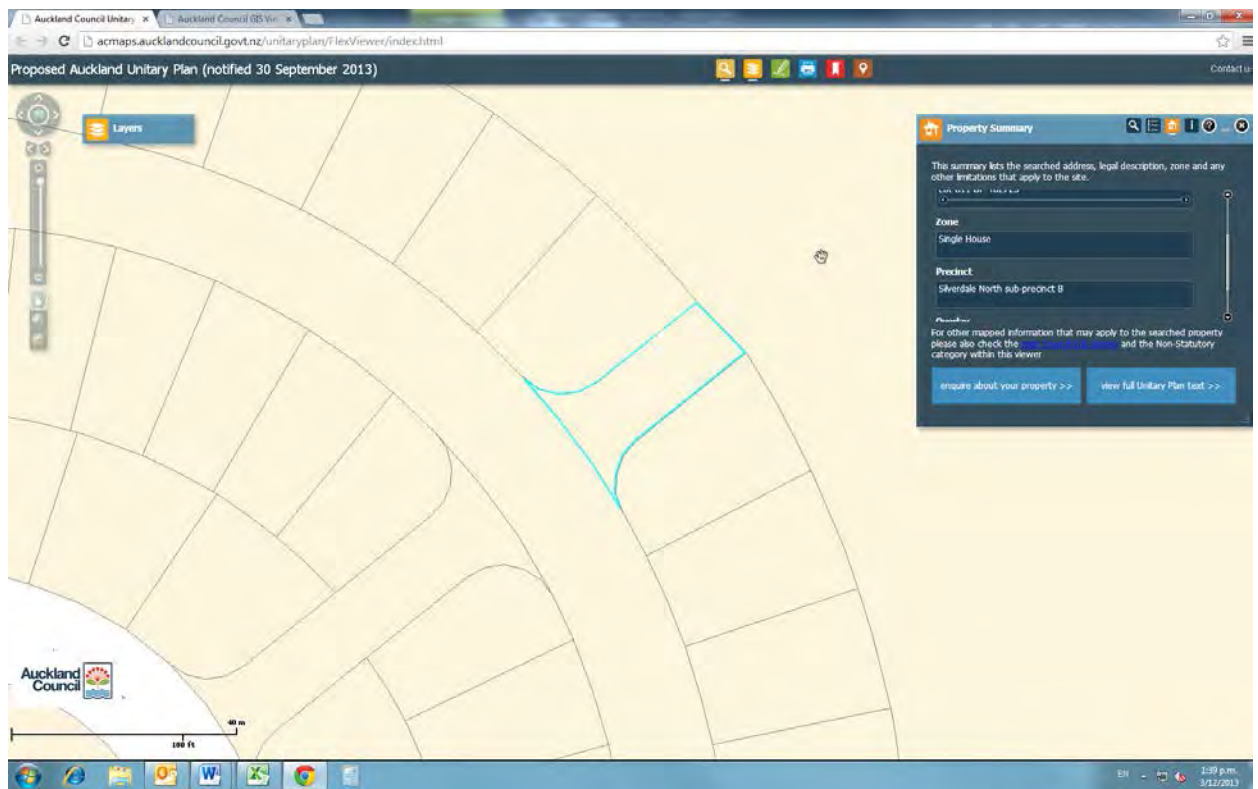 Auckland Council Unitary
Auckland Council GIS Vie
acmaps.aucklandcouncil.govt.nz/unitaryplan/FlexViewer/index.html
Proposed Auckland Unitary Plan (notified 30 September 2013)
Contact us
Layers
Property Summary
This summary lists the searched address, legal description, zone and any
other limitations that apply to the site.
Zone
Single House
Precinct
Silverdale North sub-precinct B
For other mapped information that may apply to the searched property
please also check the
and the Non-Statutory
category within this viewer
enquire about your property >>
view full Unitary Plan text >>
Auckland
Council
40 m
100 ft
EN
1:39 p.m.
3/12/2013